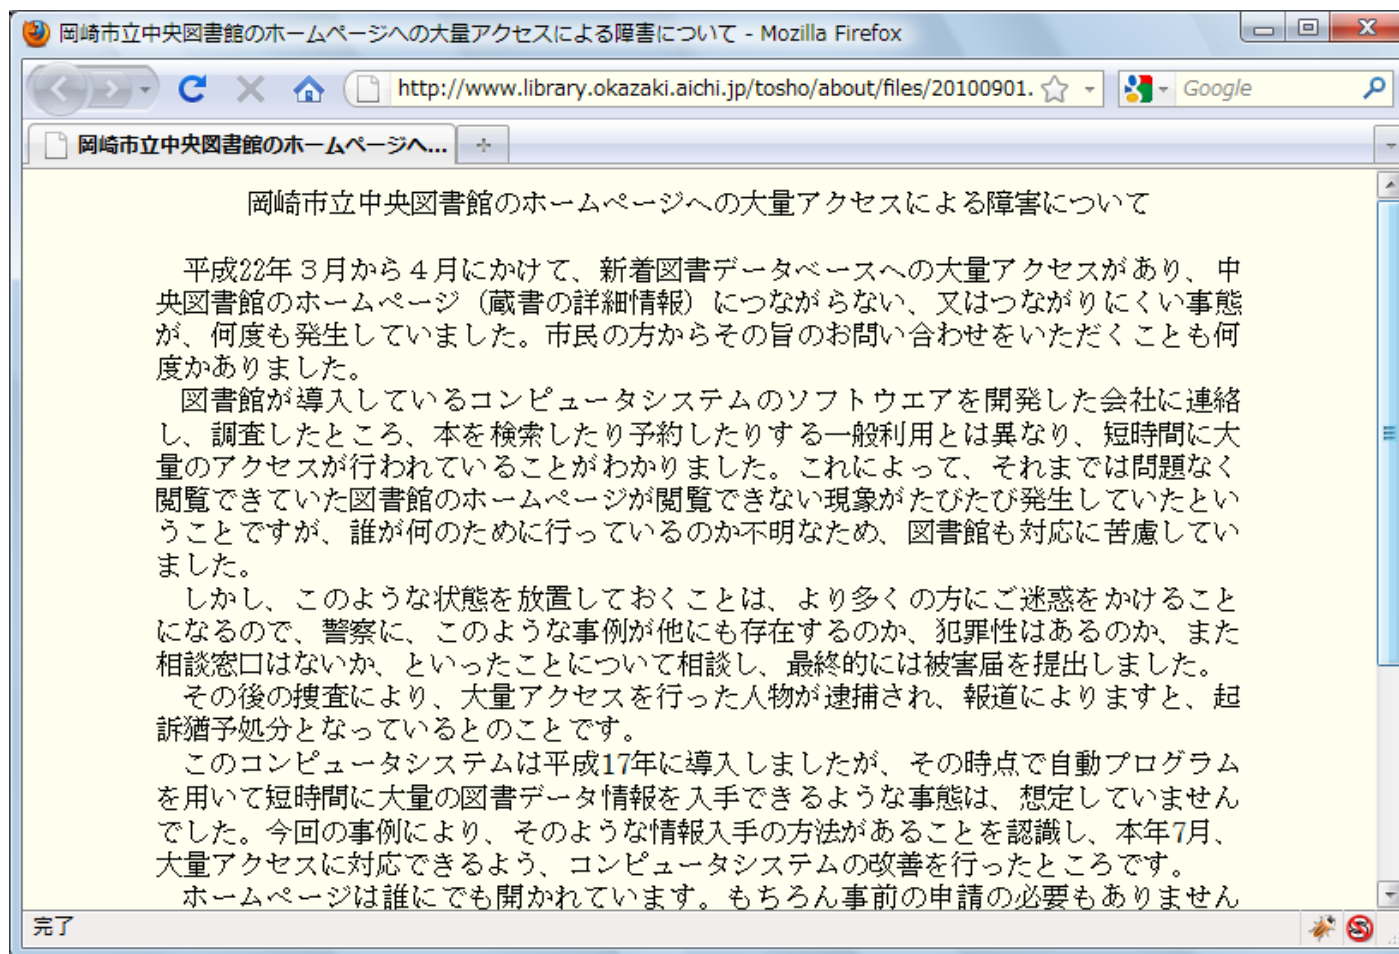 岡崎市立中央図書館のホームページへの大量アクセスによる障害について - Mozilla Firefox
http://www.library.okazaki.aichi.jp/tosho/about/files/20100901.
Google
岡崎市立中央図書館のホームページへ...
岡崎市立中央図書館のホームページへの大量アクセスによる障害について
平成22年３月から４月にかけて、新着図書データベースへの大量アクセスがあり、中
央図書館のホームページ（蔵書の詳細情報）につながらない、又はつながりにくい事態
が、何度も発生していました。市民の方からその旨のお問い合わせをいただくことも何
度かありました。
図書館が導入しているコンピュータシステムのソフトウエアを開発した会社に連絡
し、調査したところ、本を検索したり予約したりする一般利用とは異なり、短時間に大
量のアクセスが行われていることがわかりました。これによって、それまでは問題なく
閲覧できていた図書館のホームページが閲覧できない現象がたびたび発生していたとい
うことですが、誰が何のために行っているのか不明なため、図書館も対応に苦慮してい
ました。
しかし、このような状態を放置しておくことは、より多くの方にご迷惑をかけること
になるので、警察に、このような事例が他にも存在するのか、犯罪性はあるのか、また
相談窓口はないか、といったことについて相談し、最終的には被害届を提出しました。
その後の捜査により、大量アクセスを行った人物が逮捕され、報道によりますと、起
訴猶予処分となっているとのことです。
このコンピュータシステムは平成17年に導入しましたが、その時点で自動プログラム
を用いて短時間に大量の図書データ情報を入手できるような事態は、想定していません
でした。今回の事例により、そのような情報入手の方法があることを認識し、本年7月、
大量アクセスに対応できるよう、コンピュータシステムの改善を行ったところです。
ホームページは誰にでも開かれています。もちろん事前の申請の必要もありません
完了